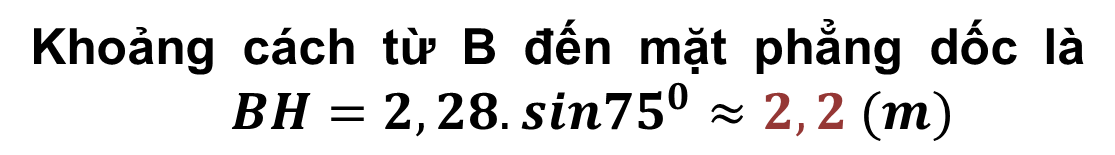 Khoảng cách từ B đến mặt phẳng dốc là
BH = 2,28.sin75⁰ ≈ 2,2 (m)